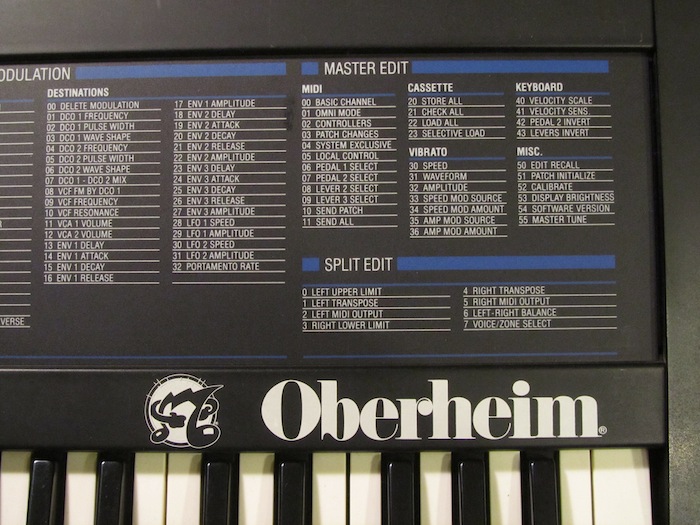 ODULATION
DESTINATIONS
00 DELETE MODULATION
01 DCO 1 FREQUENCY
02 DCO 1 PULSE WIDTH
03 DCO 1 WAVE SHAPE
04 DCO 2 FREQUENCY
05 DCO 2 PULSE WIDTH
06 DCO 2 WAVE SHAPE
07 DCO 1 - DCO 2 MIX
08 VCF FM BY DCO 1
09 VCF FREQUENCY
10 VCF RESONANCE
11 VCA 1 VOLUME
12 VCA 2 VOLUME
13 ENV 1 DELAY
14 ENV 1 ATTACK
15 ENV 1 DECAY
16 ENV 1 RELEASE
17 ENV 1 AMPLITUDE
18 ENV 2 DELAY
19 ENV 2 ATTACK
20 ENV 2 DECAY
21 ENV 2 RELEASE
22 ENV 2 AMPLITUDE
23 ENV 3 DELAY
24 ENV 3 ATTACK
25 ENV 3 DECAY
26 ENV 3 RELEASE
27 ENV 3 AMPLITUDE
28 LFO 1 SPEED
29 LFO 1 AMPLITUDE
30 LFO 2 SPEED
31 LFO 2 AMPLITUDE
32 PORTAMENTO RATE
VERSE
MASTER EDIT
MIDI
00 BASIC CHANNEL
01 OMNI MODE
02 CONTROLLERS
03 PATCH CHANGES
04 SYSTEM EXCLUSIVE
05 LOCAL CONTROL
06 PEDAL 1 SELECT
07 PEDAL 2 SELECT
08 LEVER 2 SELECT
09 LEVER 3 SELECT
10 SEND PATCH
11 SEND ALL
CASSETTE
20 STORE ALL
21 CHECK ALL
22 LOAD ALL
23 SELECTIVE LOAD
VIBRATO
30 SPEED
31 WAVEFORM
32 AMPLITUDE
33 SPEED MOD SOURCE
34 SPEED MOD AMOUNT
35 AMP MOD SOURCE
36 AMP MOD AMOUNT
KEYBOARD
40 VELOCITY SCALE
41 VELOCITY SENS
42 PEDAL 2 INVERT
43 LEVERS INVERT
MISC.
50 EDIT RECALL
51 PATCH INITIALIZE
52 CALIBRATE
53 DISPLAY BRIGHTNESS
54 SOFTWARE VERSION
55 MASTER TUNE
SPLIT EDIT
0 LEFT UPPER LIMIT
1 LEFT TRANSPOSE
2 LEFT MIDI OUTPUT
3 RIGHT LOWER LIMIT
4 RIGHT TRANSPOSE
5 RIGHT MIDI OUTPUT
6 LEFT-RIGHT BALANCE
7 VOICE/ZONE SELECT
Oberheim®